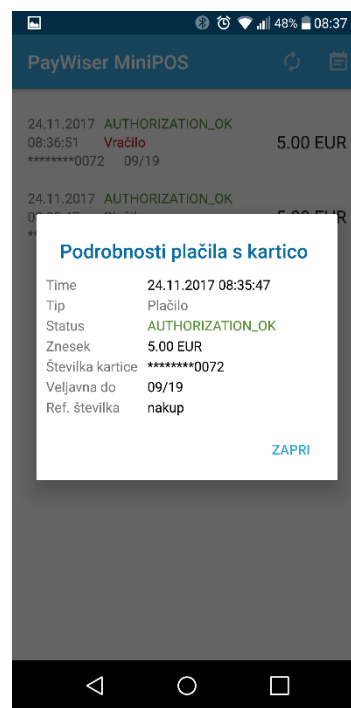 48% 08:37
PayWiser MiniPOS
24.11.2017 AUTHORIZATION_OK
08:36:51 Vračilo 5.00 EUR
********0072 09/19
24.11.2017 AUTHORIZATION_OK
Podrobnosti plačila s kartico
Time 24.11.2017 08:35:47
Tip Plačilo
Status AUTHORIZATION_OK
Znesek 5.00 EUR
Številka kartice ********0072
Veljavna do 09/19
Ref. številka nakup
ZAPRI